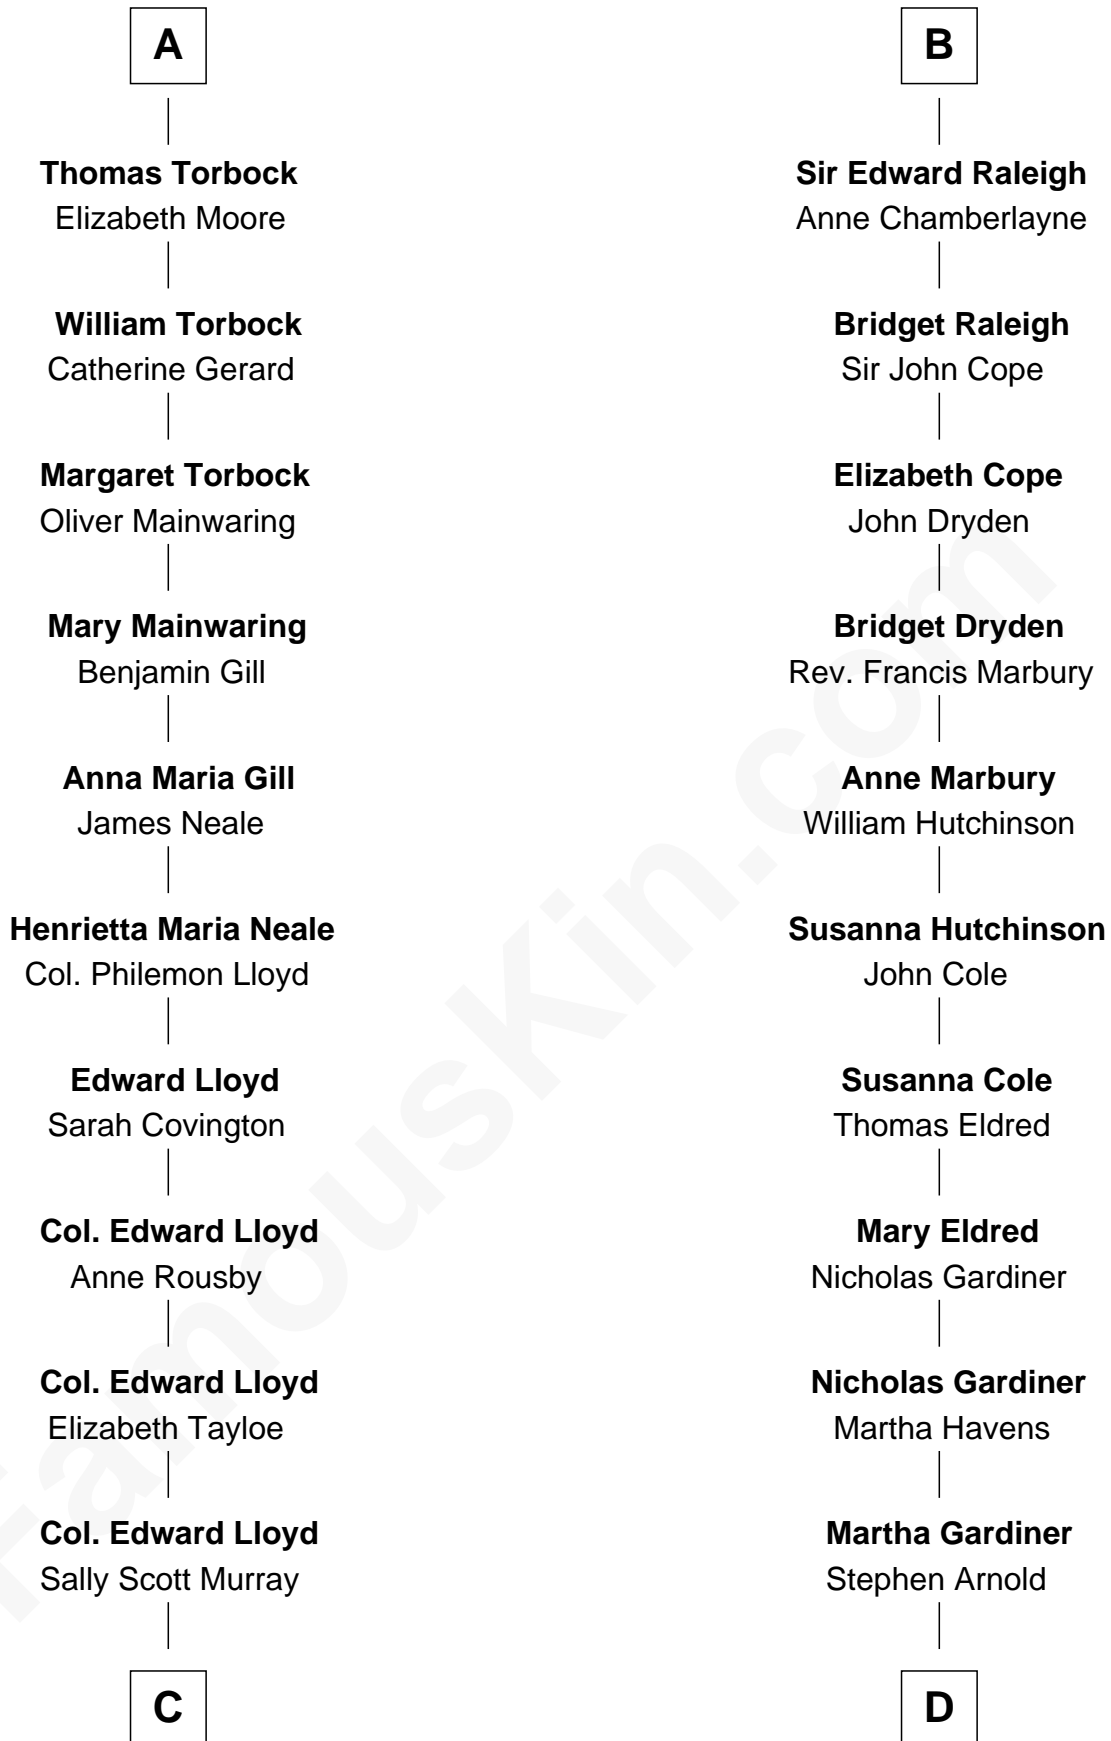 A
Thomas Torbock
Elizabeth Moore
William Torbock
Catherine Gerard
Margaret Torbock
Oliver Mainwaring
Mary Mainwaring
Benjamin Gill
Anna Maria Gill
James Neale
Henrietta Maria Neale
Col. Philemon Lloyd
Edward Lloyd
Sarah Covington
Col. Edward Lloyd
Anne Rousby
Col. Edward Lloyd
Elizabeth Tayloe
Col. Edward Lloyd
Sally Scott Murray
C
B
Sir Edward Raleigh
Anne Chamberlayne
Bridget Raleigh
Sir John Cope
Elizabeth Cope
John Dryden
Bridget Dryden
Rev. Francis Marbury
Anne Marbury
William Hutchinson
Susanna Hutchinson
John Cole
Susanna Cole
Thomas Eldred
Mary Eldred
Nicholas Gardiner
Nicholas Gardiner
Martha Havens
Martha Gardiner
Stephen Arnold
D
FamousKin.com